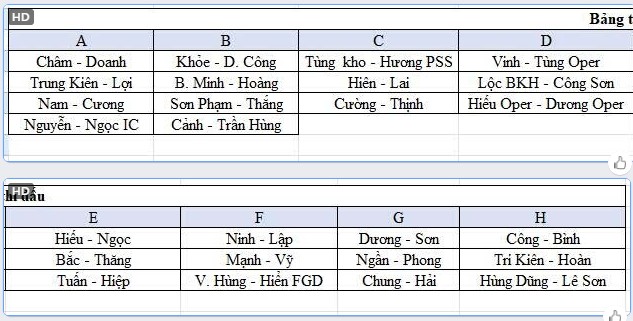 HD
Bảng t
A B C D
Châm - Doanh Khỏe - D. Công Tùng kho - Hương PSS Vinh - Tùng Oper
Trung Kiên - Lợi B. Minh - Hoàng Hiên - Lai Lộc BKH - Công Sơn
Nam - Cương Sơn Phạm - Thắng Cường - Thịnh Hiếu Oper - Dương Oper
Nguyễn - Ngọc IC Cảnh - Trần Hùng
HD
đấu
E F G H
Hiếu - Ngọc Ninh - Lập Dương - Sơn Công - Bình
Bắc - Thăng Mạnh - Vỹ Ngần - Phong Tri Kiên - Hoàn
Tuấn - Hiệp V. Hùng - Hiển FGD Chung - Hải Hùng Dũng - Lê Sơn